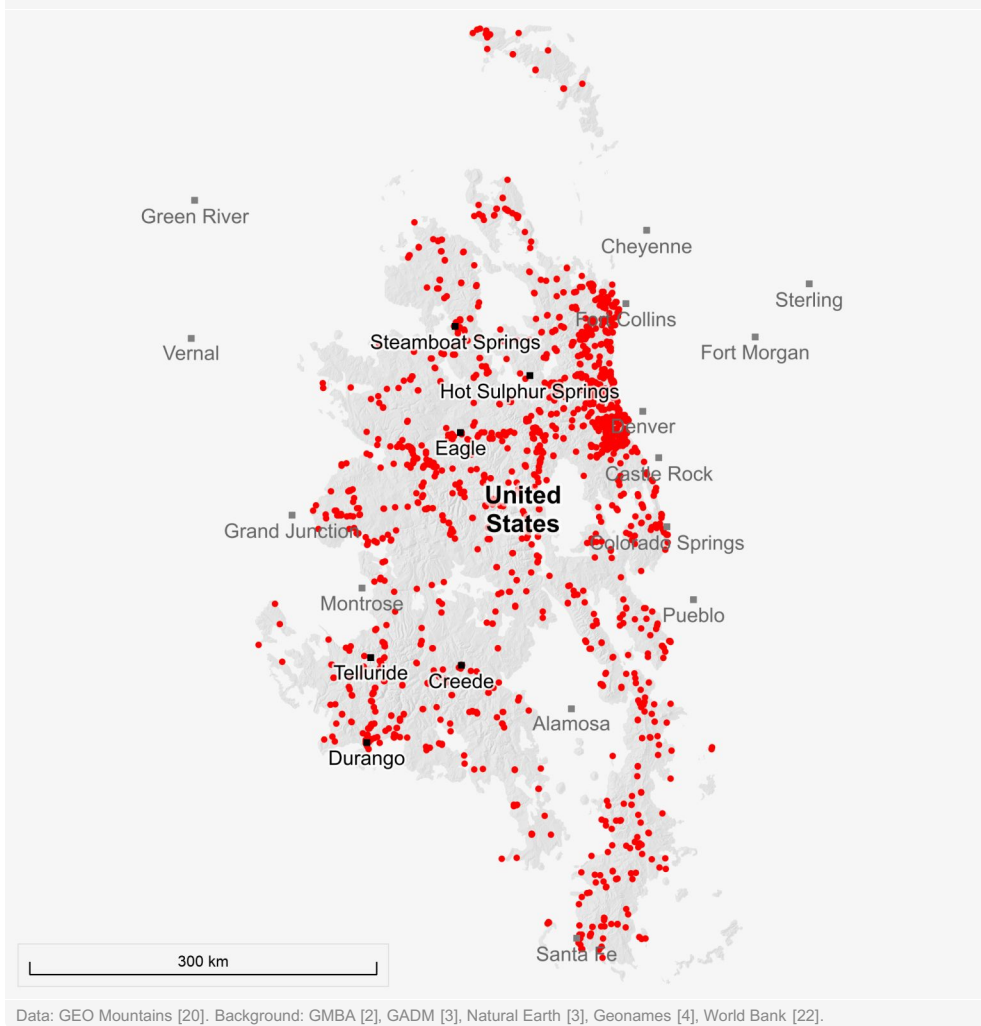 Green River
Cheyenne
Sterling
Fort Collins
Steamboat Springs
Vernal
Fort Morgan
Hot Sulphur Springs
Denver
Eagle
Castle Rock
United
States
Grand Junction
Colorado Springs
Montrose
Pueblo
Telluride
Creede
Alamosa
Durango
Santa Fe
300 km
Data: GEO Mountains [20]. Background: GMBA [2], GADM [3], Natural Earth [3], Geonames [4], World Bank [22].